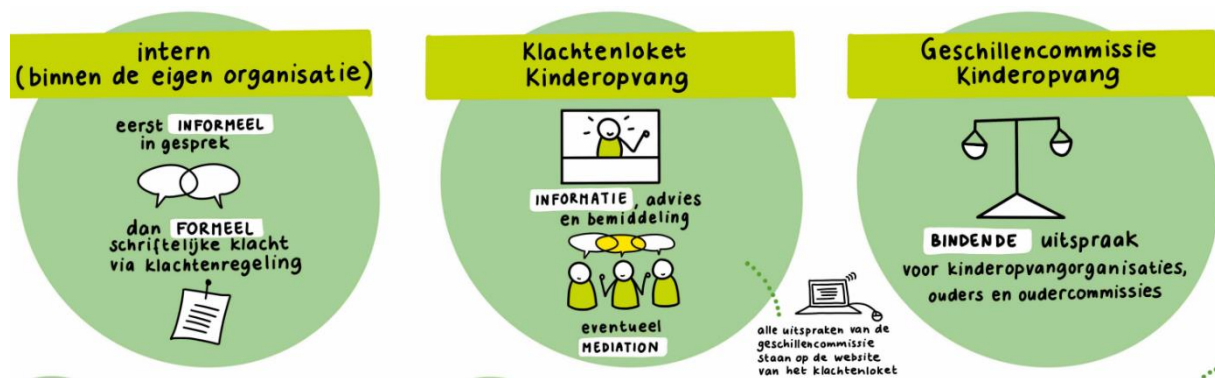 intern
(binnen de eigen organisatie)
eerst INFORMEEL
in gesprek
dan FORMEEL
schriftelijke klacht
via klachtenregeling
Klachtenloket
Kinderopvang
INFORMATIE, advies
en bemiddeling
eventueel
MEDIATION
alle uitspraken van de
geschillencommissie
staan op de website
van het klachtenloket
Geschillencommissie
Kinderopvang
BINDENDE uitspraak
voor kinderopvangorganisaties,
ouders en oudercommissies